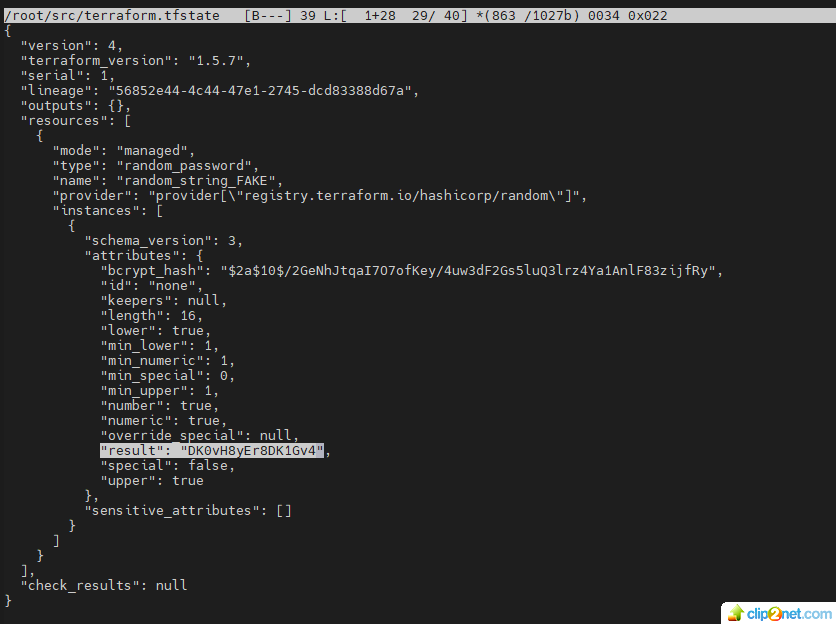 /root/src/terraform.tfstate   [B---] 39 L:[  1+28  29/ 40] *(863 /1027b) 0034 0x022
{
  "version": 4,
  "terraform_version": "1.5.7",
  "serial": 1,
  "lineage": "56852e44-4c44-47e1-2745-dcd83388d67a",
  "outputs": {},
  "resources": [
    {
      "mode": "managed",
      "type": "random_password",
      "name": "random_string_FAKE",
      "provider": "provider[\"registry.terraform.io/hashicorp/random\"]",
      "instances": [
        {
          "schema_version": 3,
          "attributes": {
            "bcrypt_hash": "$2a$10$/2GeNhJtqaI7O7ofKey/4uw3dF2Gs5luQ3lrz4Ya1AnlF83zijfRy",
            "id": "none",
            "keepers": null,
            "length": 16,
            "lower": true,
            "min_lower": 1,
            "min_numeric": 1,
            "min_special": 0,
            "min_upper": 1,
            "number": true,
            "numeric": true,
            "override_special": null,
            "result": "DK0vH8yEr8DK1Gv4",
            "special": false,
            "upper": true
          },
          "sensitive_attributes": []
        }
      ]
    }
  ],
  "check_results": null
}
clip2net.com